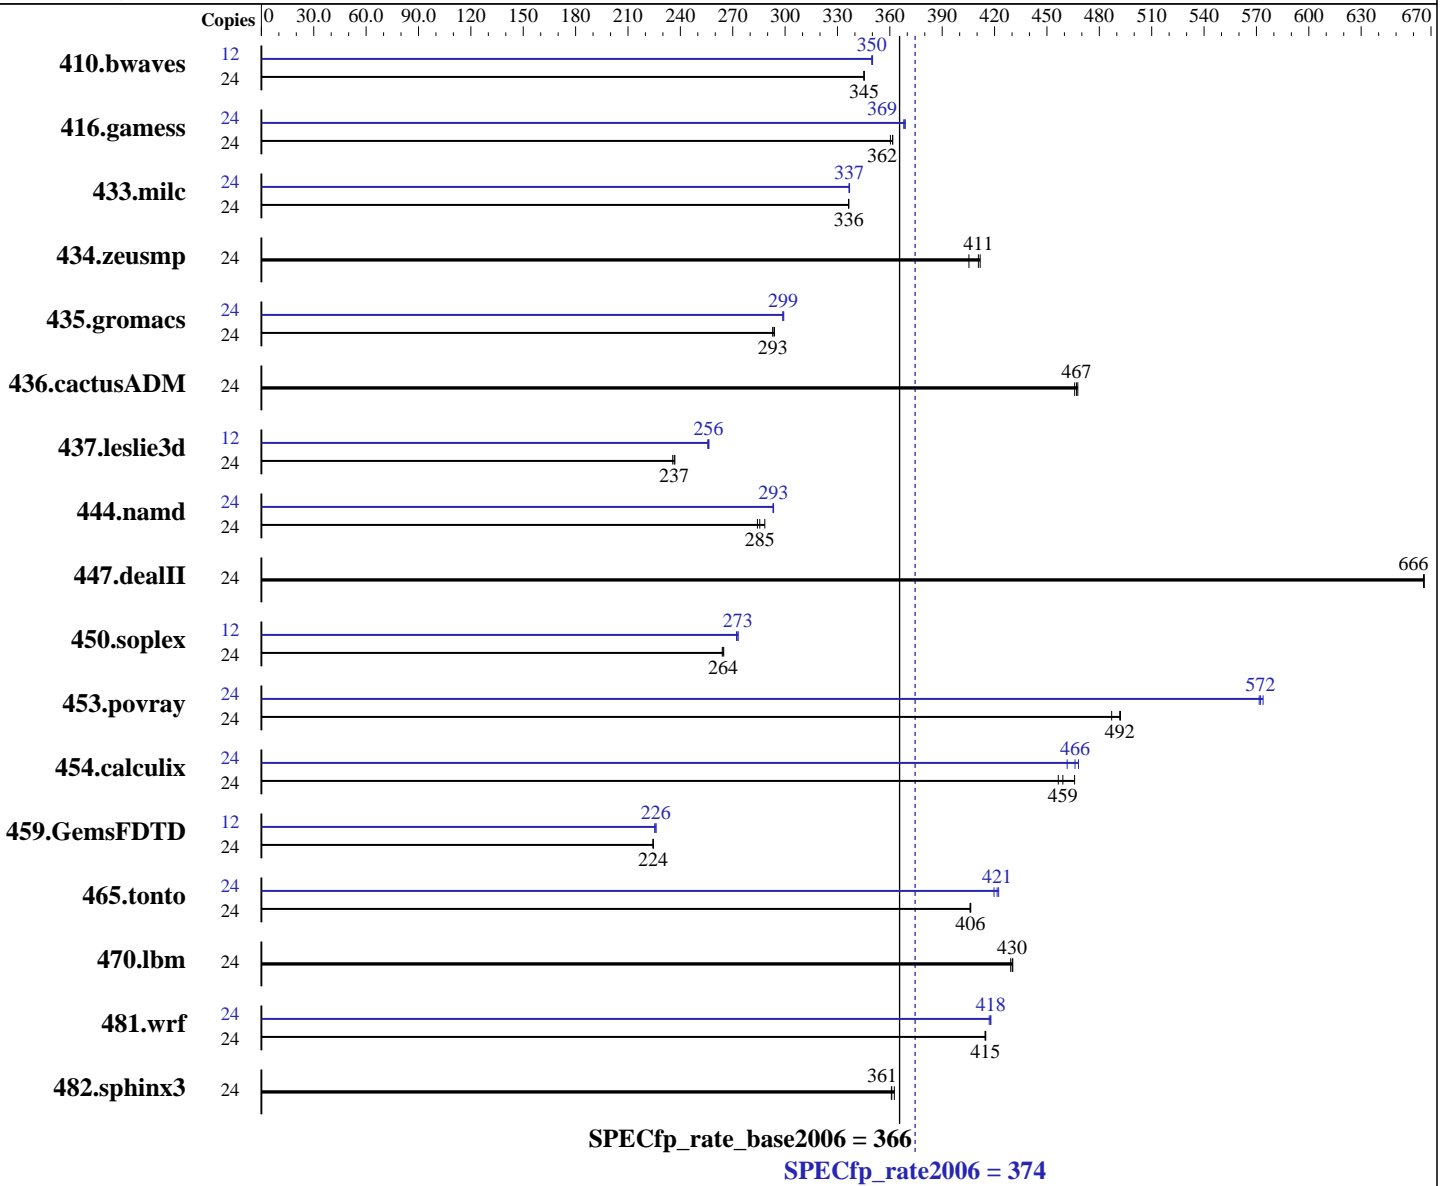 Copies 0 30.0 60.0 90.0 120 150 180 210 240 270 300 330 360 390 420 450 480 510 540 570 600 630 670
410.bwaves 12 350
24 345
416.gamess 24 369
24 362
433.milc 24 337
24 336
434.zeusmp 24 411
435.gromacs 24 299
24 293
436.cactusADM 24 467
437.leslie3d 12 256
24 237
444.namd 24 293
24 285
447.dealII 24 666
450.soplex 12 273
24 264
453.povray 24 572
24 492
454.calculix 24 466
24 459
459.GemsFDTD 12 226
24 224
465.tonto 24 421
24 406
470.lbm 24 430
481.wrf 24 418
24 415
482.sphinx3 24 361
SPECfp_rate_base2006 = 366
SPECfp_rate2006 = 374